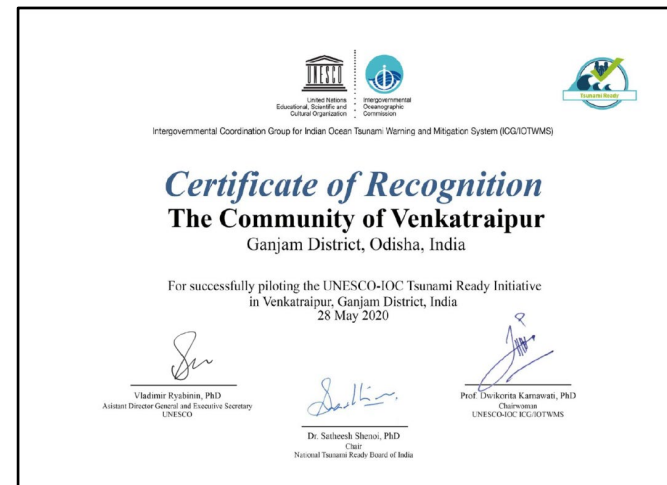 UNESCO
United Nations
Educational, Scientific and
Cultural Organization
Intergovernmental
Oceanographic
Commission
Tsunami Ready
Intergovernmental Coordination Group for Indian Ocean Tsunami Warning and Mitigation System (ICG/IOTWMS)
Certificate of Recognition
The Community of Venkatraipur
Ganjam District, Odisha, India
For successfully piloting the UNESCO-IOC Tsunami Ready Initiative
in Venkatraipur, Ganjam District, India
28 May 2020
Vladimir Ryabinin, PhD
Asistant Director General and Executive Secretary
UNESCO
Dr. Satheesh Shenoi, PhD
Chair
National Tsunami Ready Board of India
Prof. Dwikorita Karnawati, PhD
Chairwoman
UNESCO-IOC ICG/IOTWMS